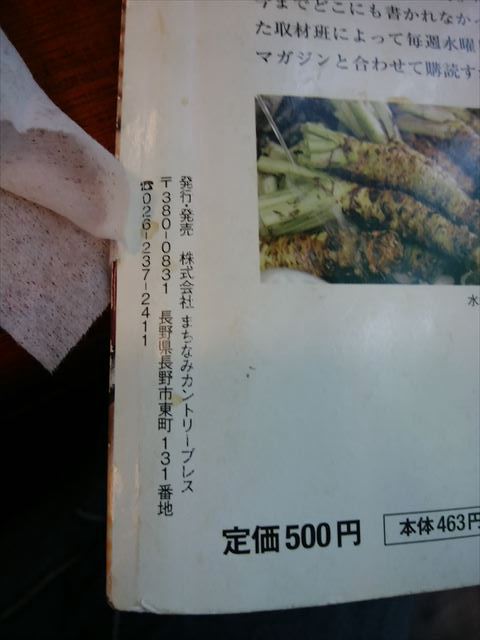 今までどこにも書かれなか
た取材班によって毎週水曜
マガジンと合わせて購読す
水
発行・発売 株式会社 まちなみカントリープレス
〒380-0831 長野県長野市東町131番地
☎026-237-2411
定価500円
本体463円